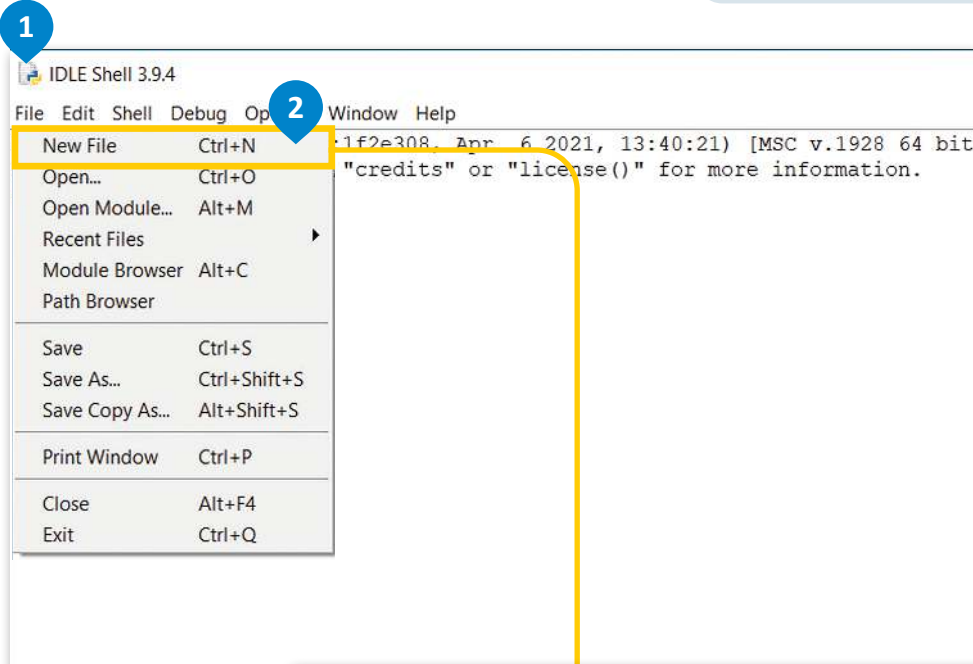 1
IDLE Shell 3.9.4
File Edit Shell Debug Op 2 Window Help
New File Ctrl+N
:1f2e308, Apr 6 2021, 13:40:21) [MSC v.1928 64 bit
Open... Ctrl+O
"credits" or "license()" for more information.
Open Module... Alt+M
Recent Files
Module Browser Alt+C
Path Browser
Save Ctrl+S
Save As... Ctrl+Shift+S
Save Copy As... Alt+Shift+S
Print Window Ctrl+P
Close Alt+F4
Exit Ctrl+Q